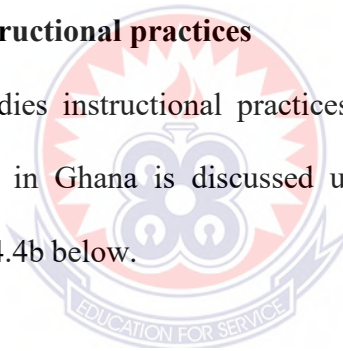 ructional practices
dies instructional practices
in Ghana is discussed u
4.4b below.
EDUCATION FOR SERVICE